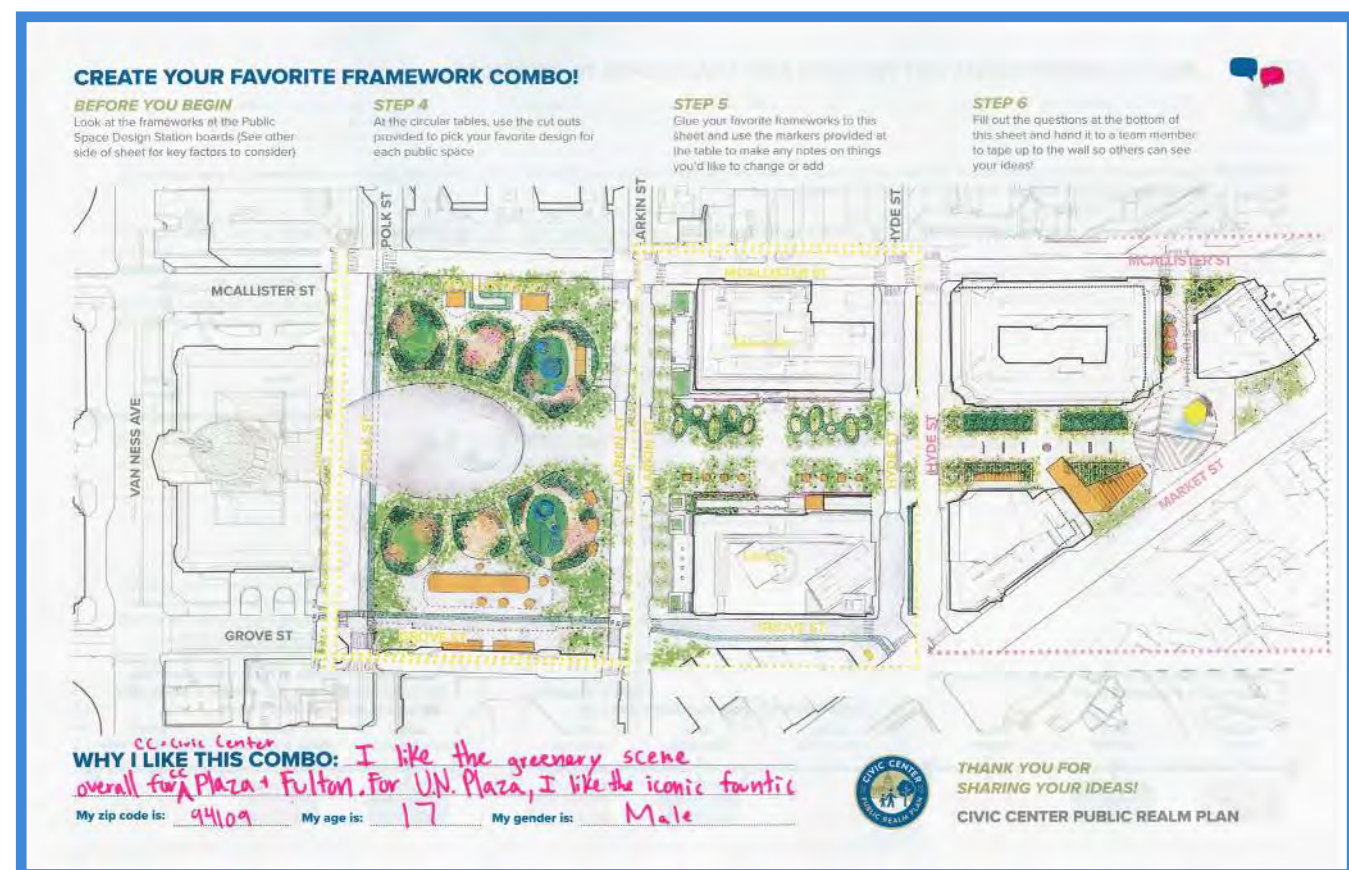 CREATE YOUR FAVORITE FRAMEWORK COMBO!
BEFORE YOU BEGIN
Look at the frameworks at the Public
Space Design Station boards (See other
side of sheet for key factors to consider)
STEP 4
At the circular tables, use the cut outs
provided to pick your favorite design for
each public space
STEP 5
Glue your favorite frameworks to this
sheet and use the markers provided at
the table to make any notes on things
you'd like to change or add
STEP 6
Fill out the questions at the bottom of
this sheet and hand it to a team member
to tape up to the wall so others can see
your ideas!
POLK ST
LARKIN ST
HYDE ST
MCALLISTER ST
MCALLISTER ST
MCALLISTER ST
VAN NESS AVE
POLK ST
LARKIN ST
LARKIN ST
HYDE ST
HYDE ST
MARKET ST
GROVE ST
GROVE ST
GROVE ST
CC = Civic Center
WHY I LIKE THIS COMBO: I like the greenery scene
overall for CC Plaza + Fulton. For U.N. Plaza, I like the iconic fountic
My zip code is: 94109 My age is: 17 My gender is: Male
CIVIC CENTER
PUBLIC REALM PLAN
THANK YOU FOR
SHARING YOUR IDEAS!
CIVIC CENTER PUBLIC REALM PLAN